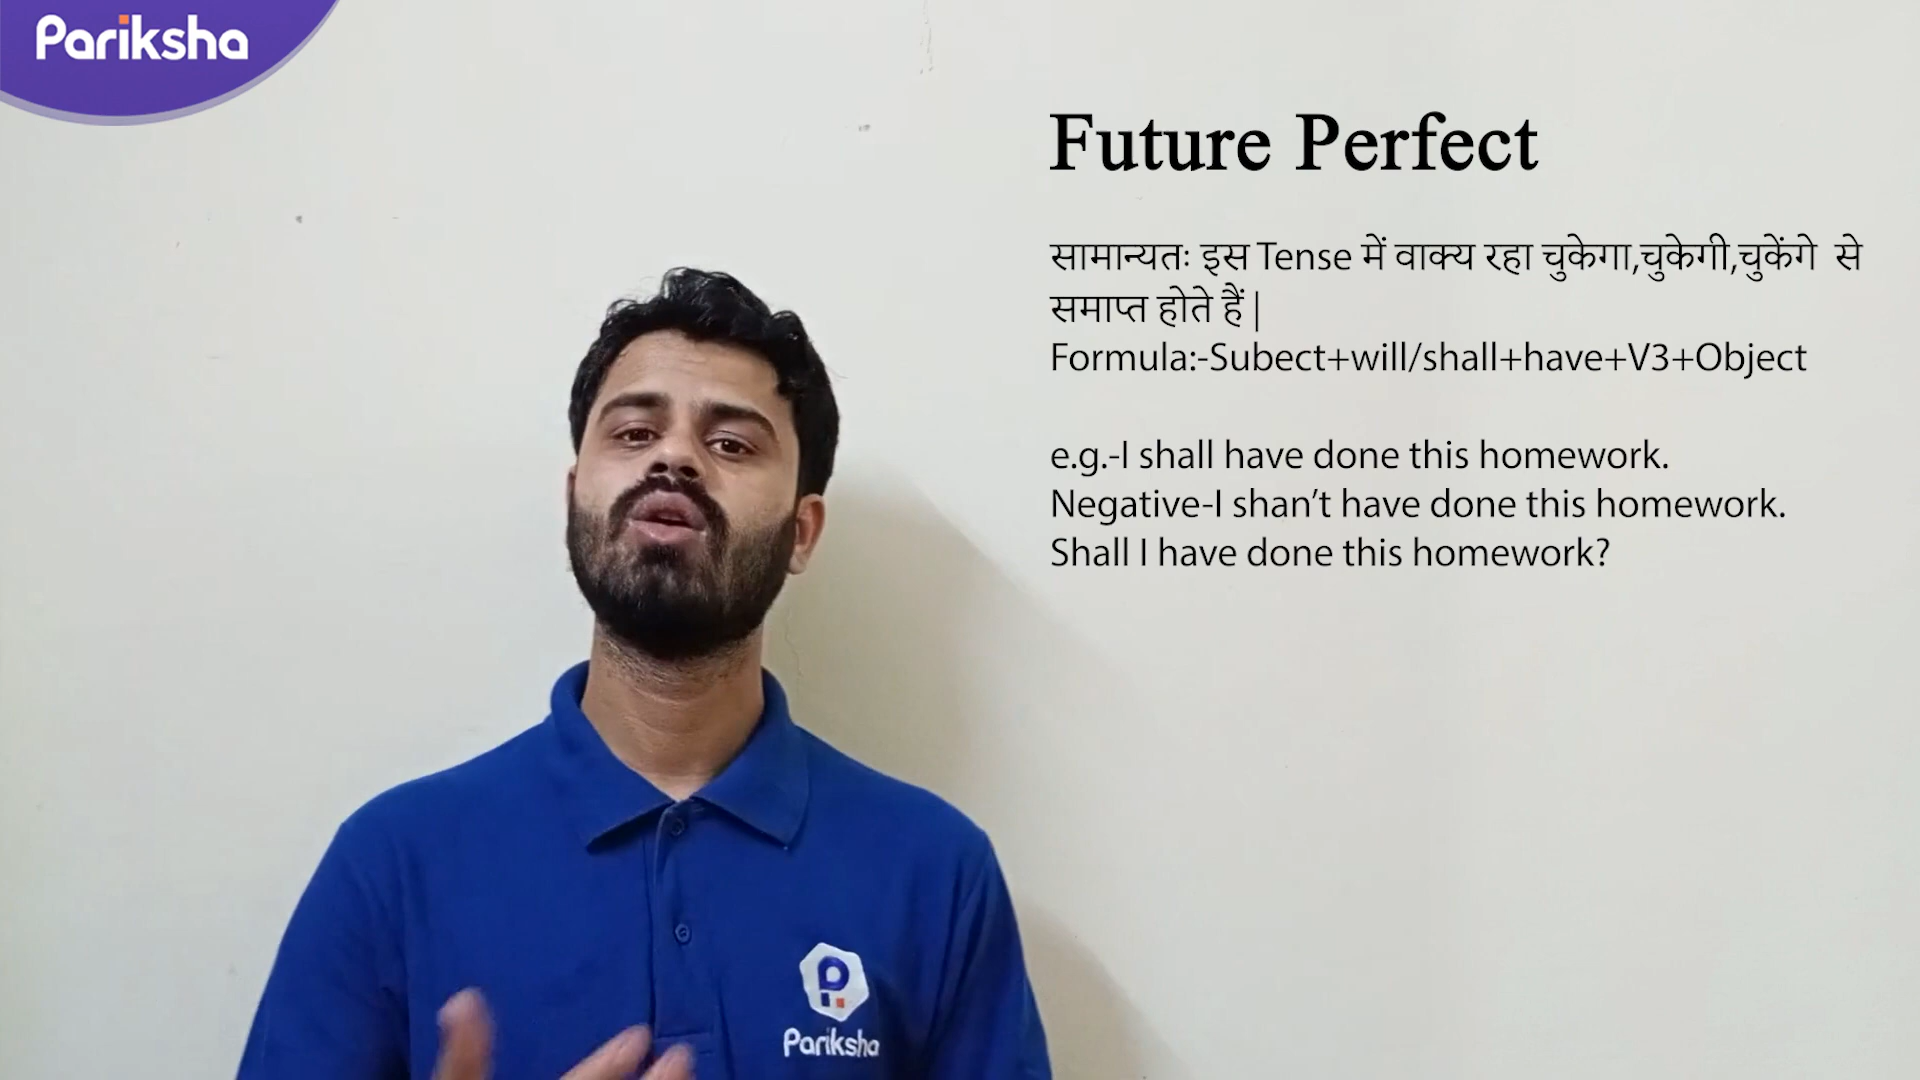 Pariksha
Future Perfect
सामान्यतः इस Tense में वाक्य रहा चुकेगा,चुकेगी,चुकेंगे से
समाप्त होते हैं |
Formula:-Subect+will/shall+have+V3+Object
e.g.-I shall have done this homework.
Negative-I shan’t have done this homework.
Shall I have done this homework?
Pariksha